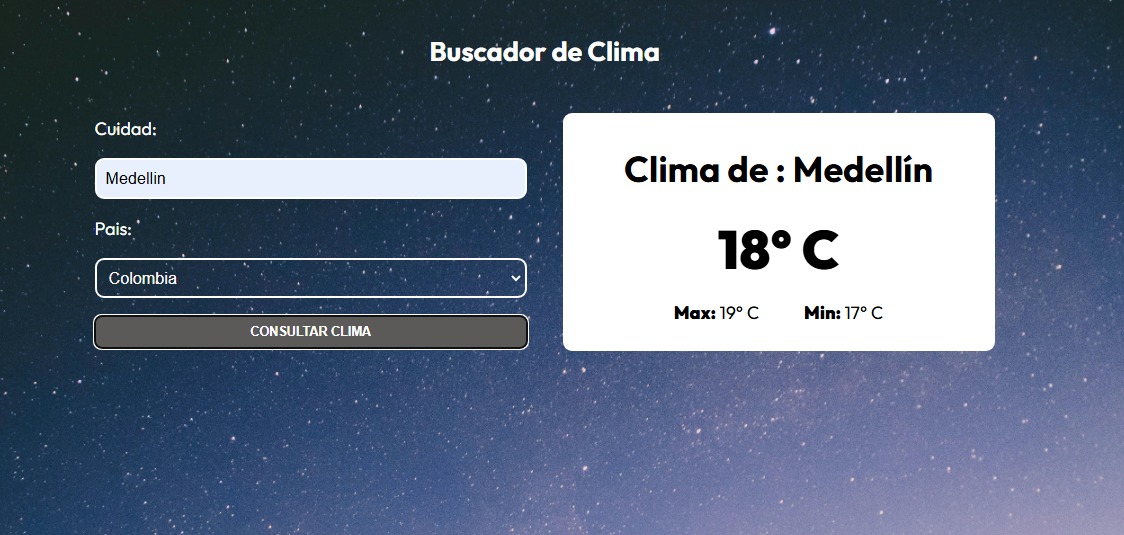 Buscador de Clima
Cuidad:
Medellin
Pais:
Colombia
CONSULTAR CLIMA
Clima de : Medellín
18° C
Max: 19° C Min: 17° C